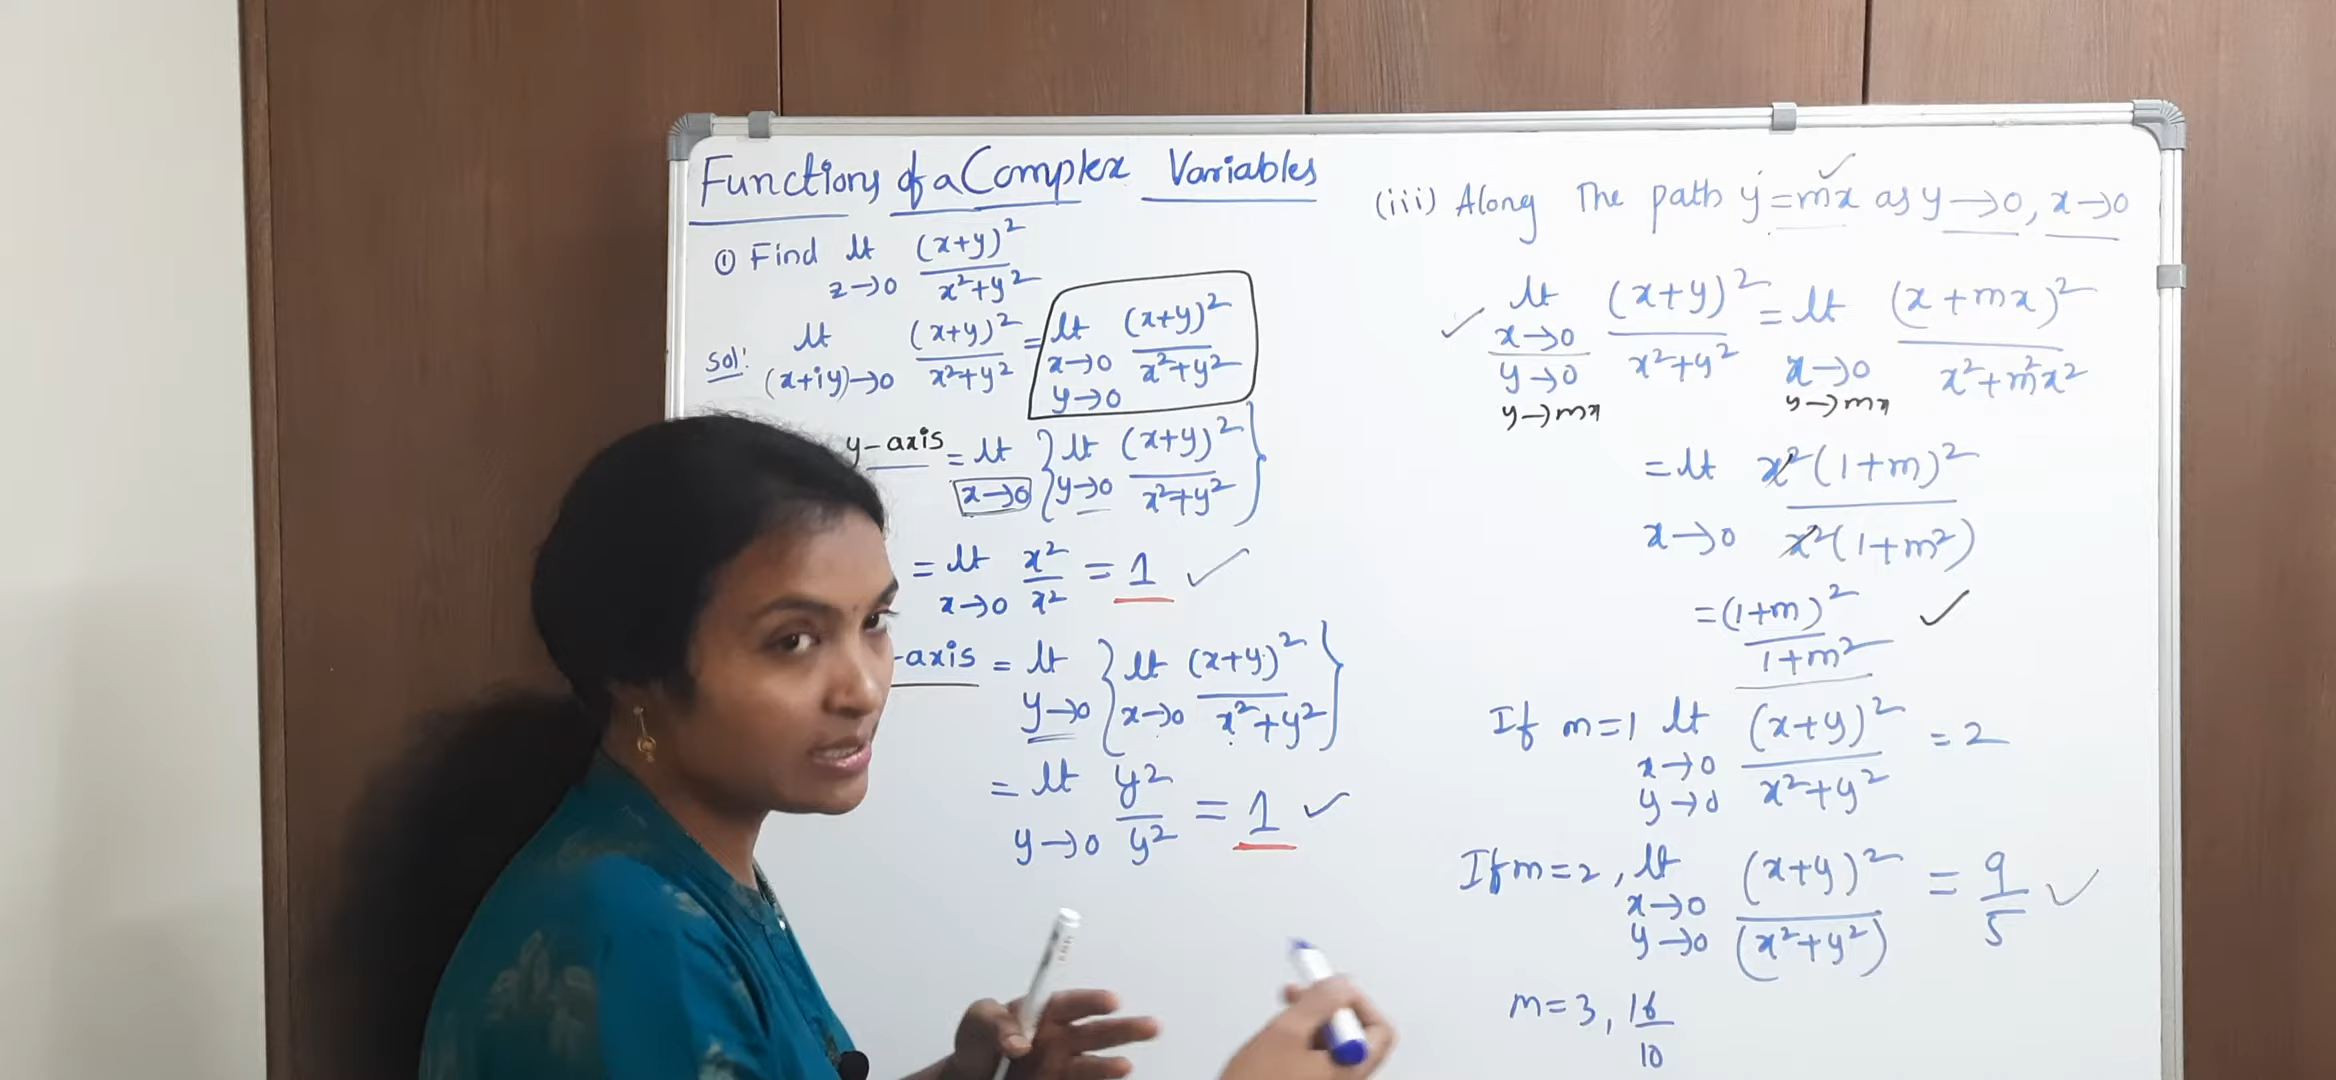 Functions of a Complex Variables
① Find lt z→0 (x+y)²/x²+y²
Sol: lt (x+iy)→0 (x+y)²/x²+y² = lt x→0 y→0 (x+y)²/x²+y²
y-axis = lt x→0 { lt y→0 (x+y)²/x²+y² }
= lt x→0 x²/x² = 1 ✓
-axis = lt y→0 { lt x→0 (x+y)²/x²+y² }
= lt y→0 y²/y² = 1 ✓
(iii) Along The path y=mx as y→0, x→0
✓ lt x→0 y→0 y→mx (x+y)²/x²+y² = lt x→0 y→mx (x+mx)²/x²+m²x²
= lt x→0 x²(1+m)²/x²(1+m²)
= (1+m)²/1+m² ✓
If m=1 lt x→0 y→0 (x+y)²/x²+y² = 2
If m=2, lt x→0 y→0 (x+y)²/(x²+y²) = 9/5 ✓
m=3, 16/10